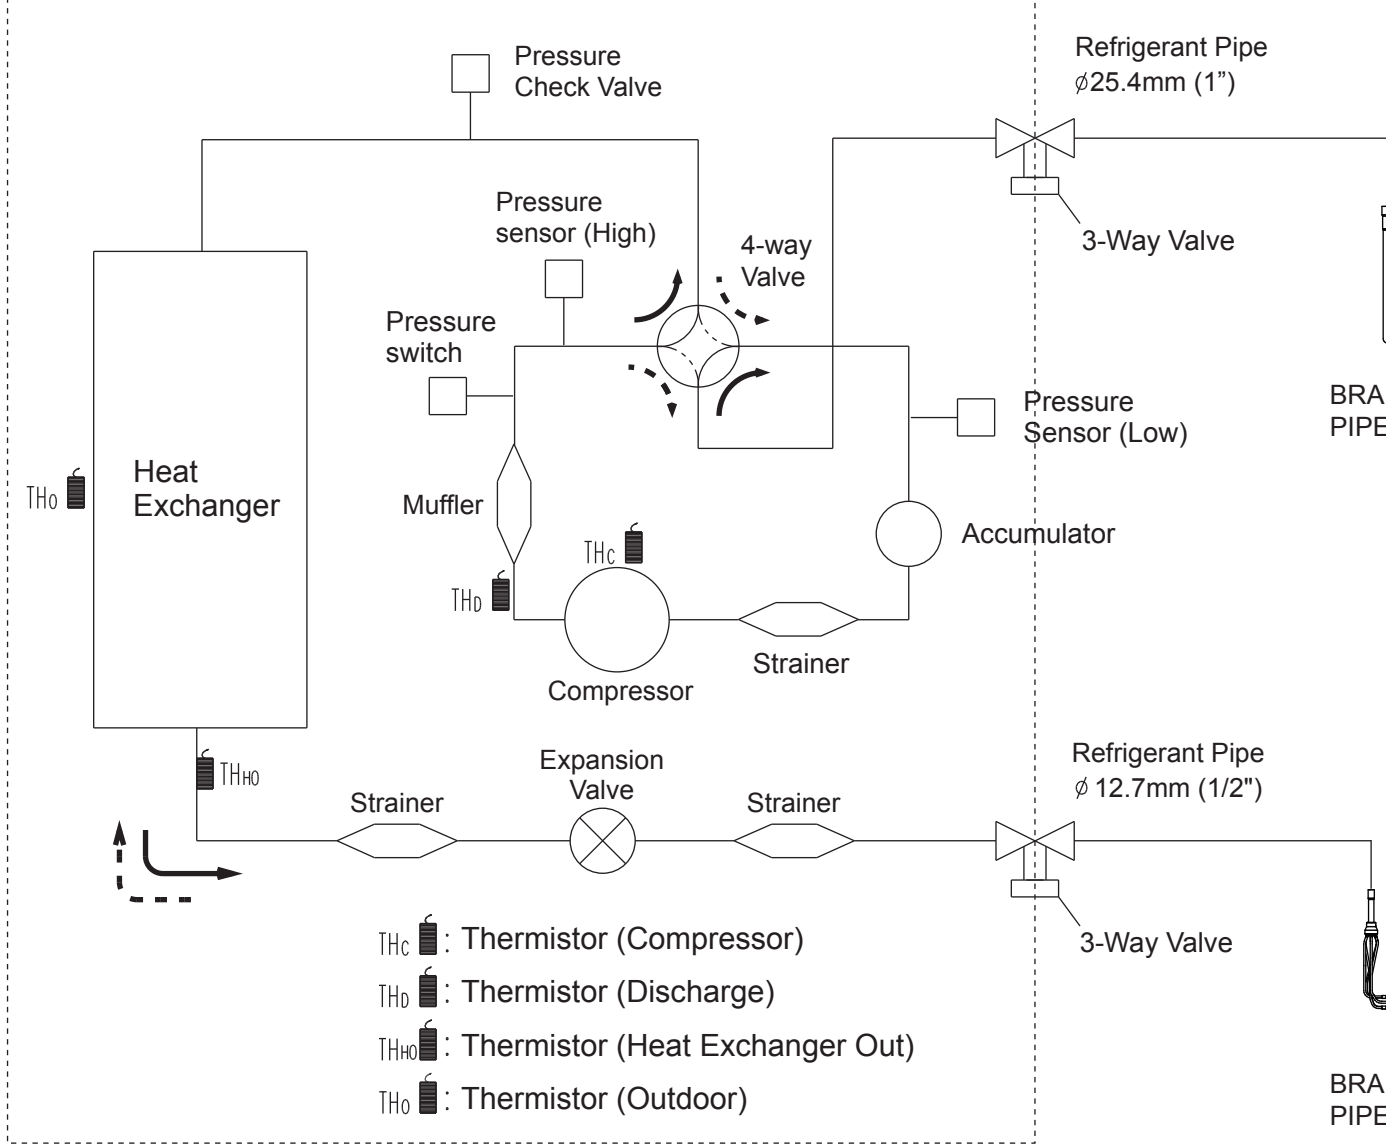 Pressure
Check Valve
Refrigerant Pipe
ø25.4mm (1”)
Pressure
sensor (High)
4-way
Valve
3-Way Valve
Pressure
switch
BRA
PIPE
Pressure
Sensor (Low)
Heat
Exchanger
THO
Muffler
Accumulator
THC
THD
Strainer
Compressor
THHO
Expansion
Valve
Refrigerant Pipe
ø 12.7mm (1/2")
Strainer
Strainer
3-Way Valve
THC : Thermistor (Compressor)
THD : Thermistor (Discharge)
THHO : Thermistor (Heat Exchanger Out)
THO : Thermistor (Outdoor)
BRA
PIPE